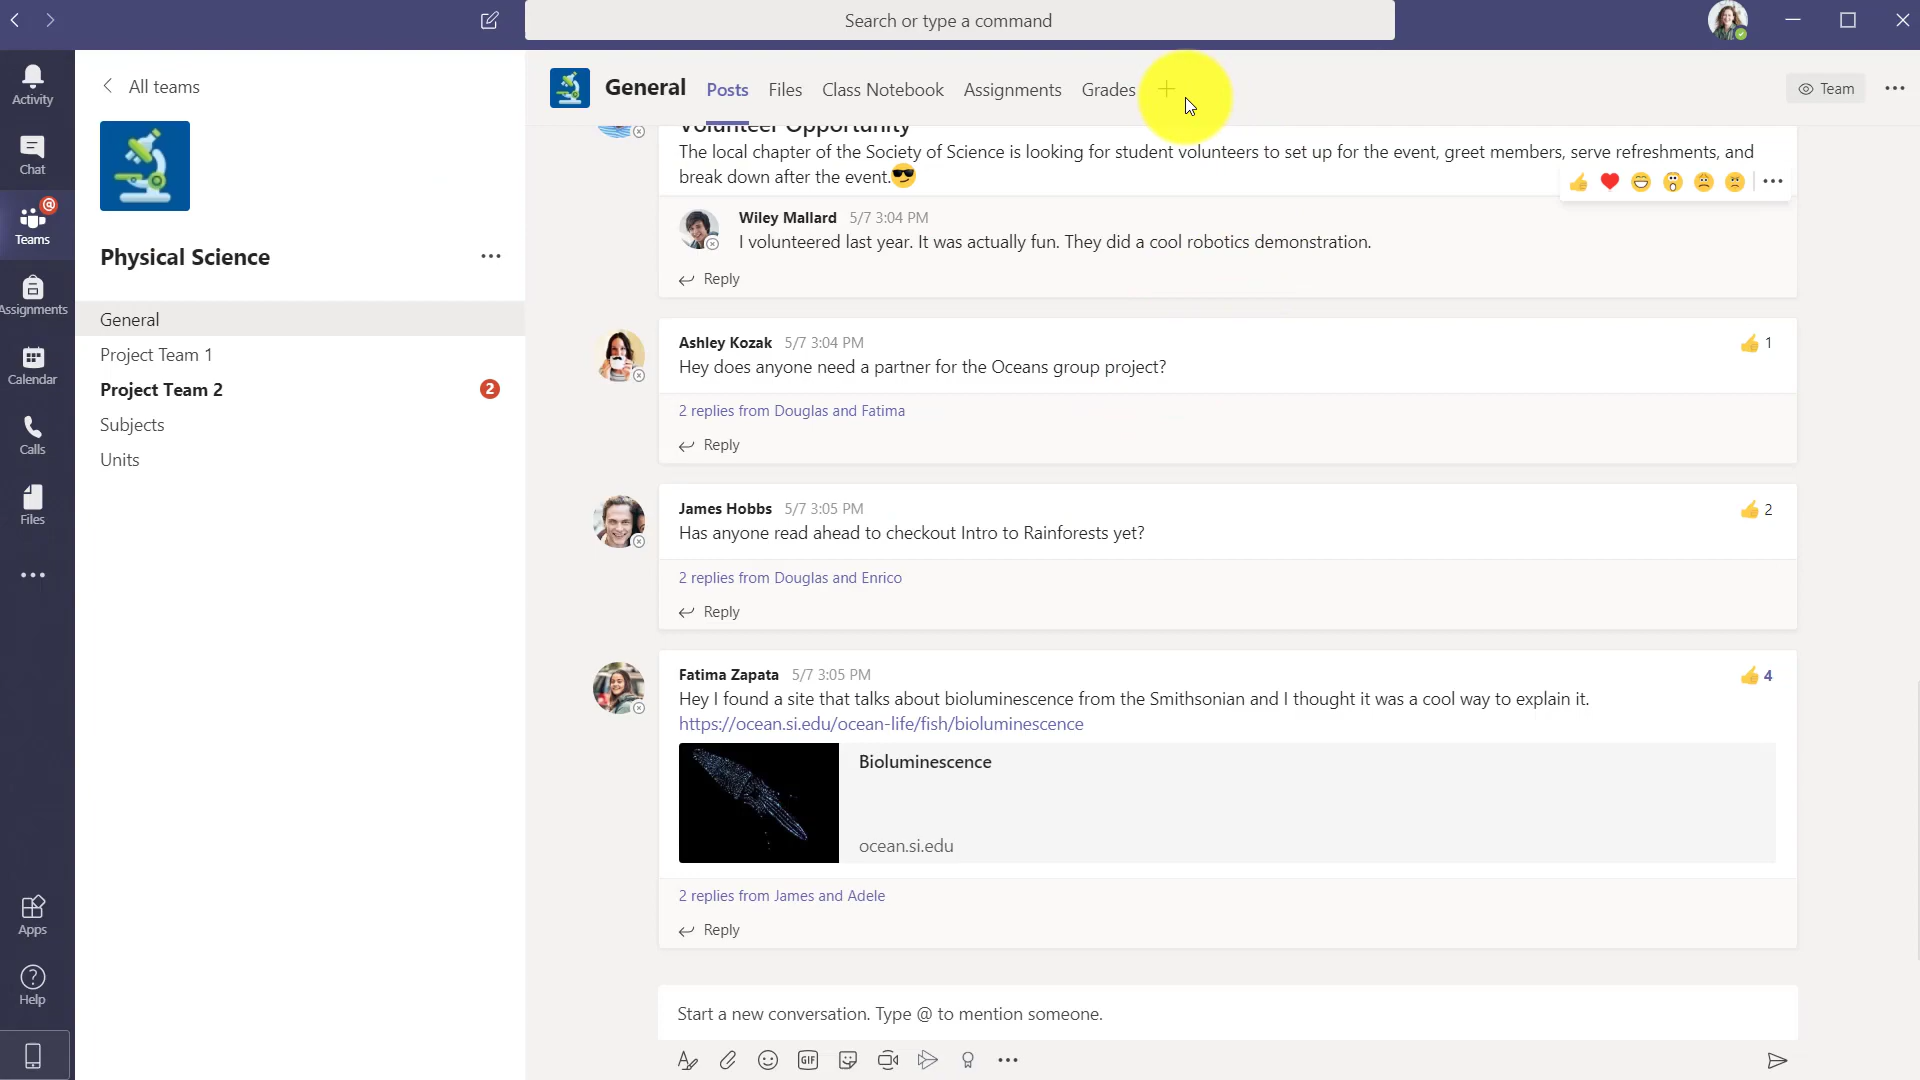 Search or type a command
Activity
Chat
@
Teams
Assignments
Calendar
Calls
Files
Apps
Help
All teams
Physical Science
General
Project Team 1
Project Team 2
2
Subjects
Units
General
Posts
Files
Class Notebook
Assignments
Grades
Team
Volunteer Opportunity
The local chapter of the Society of Science is looking for student volunteers to set up for the event, greet members, serve refreshments, and
break down after the event.😎
Wiley Mallard 5/7 3:04 PM
I volunteered last year. It was actually fun. They did a cool robotics demonstration.
Reply
Ashley Kozak 5/7 3:04 PM
1
Hey does anyone need a partner for the Oceans group project?
2 replies from Douglas and Fatima
Reply
James Hobbs 5/7 3:05 PM
2
Has anyone read ahead to checkout Intro to Rainforests yet?
2 replies from Douglas and Enrico
Reply
Fatima Zapata 5/7 3:05 PM
4
Hey I found a site that talks about bioluminescence from the Smithsonian and I thought it was a cool way to explain it.
https://ocean.si.edu/ocean-life/fish/bioluminescence
Bioluminescence
ocean.si.edu
2 replies from James and Adele
Reply
Start a new conversation. Type @ to mention someone.
GIF